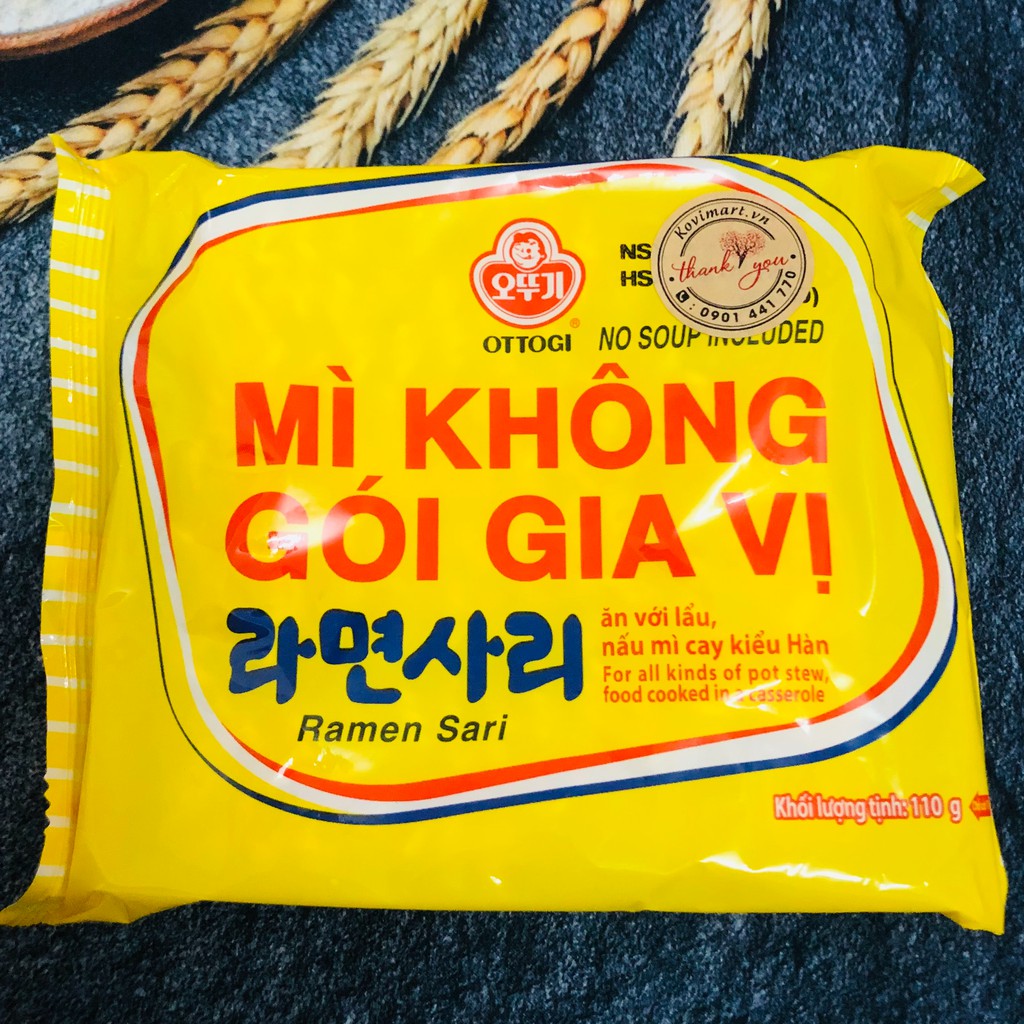 오뚜기
OTTOGI
®
NS
HS
Kovimart.vn
thank you
: 0901 441 770
NO SOUP INCLUDED
MÌ KHÔNG
GÓI GIA VỊ
라면사리
Ramen Sari
ăn với lẩu,
nấu mì cay kiểu Hàn
For all kinds of pot stew,
food cooked in a casserole
Khối lượng tịnh: 110 g